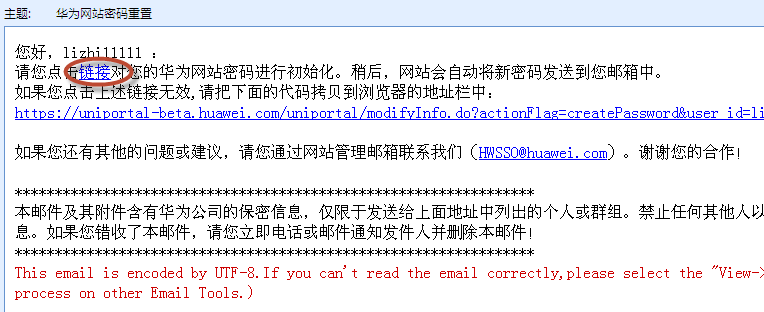 主题: 华为网站密码重置
您好，lizhi11111 ：
请您点击链接对您的华为网站密码进行初始化。稍后，网站会自动将新密码发送到您邮箱中。
如果您点击上述链接无效,请把下面的代码拷贝到浏览器的地址栏中：
https://uniportal-beta.huawei.com/uniportal/modifyInfo.do?actionFlag=createPassword&user_id=li
如果您还有其他的问题或建议，请您通过网站管理邮箱联系我们（HWSSO@huawei.com）。谢谢您的合作！
*****************************************************************
本邮件及其附件含有华为公司的保密信息，仅限于发送给上面地址中列出的个人或群组。禁止任何其他人以
息。如果您错收了本邮件，请您立即电话或邮件通知发件人并删除本邮件！
*****************************************************************
This email is encoded by UTF-8.If you can't read the email correctly,please select the "View->
process on other Email Tools.)